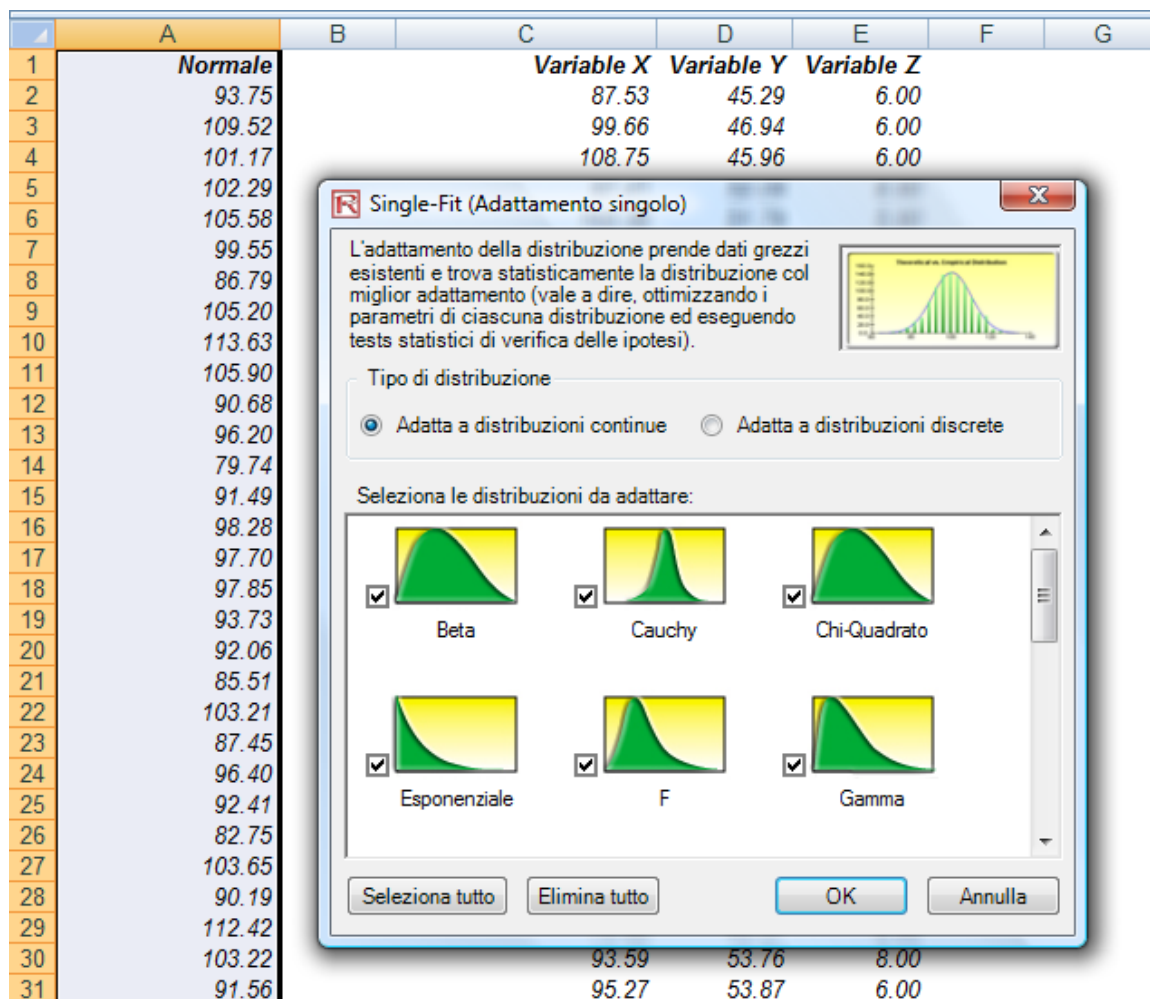 A B C D E F G
1 Normale Variable X Variable Y Variable Z
2 93.75 87.53 45.29 6.00
3 109.52 99.66 46.94 6.00
4 101.17 108.75 45.96 6.00
5 102.29
6 105.58
7 99.55
8 86.79
9 105.20
10 113.63
11 105.90
12 90.68
13 96.20
14 79.74
15 91.49
16 98.28
17 97.70
18 97.85
19 93.73
20 92.06
21 85.51
22 103.21
23 87.45
24 96.40
25 92.41
26 82.75
27 103.65
28 90.19
29 112.42
30 103.22 93.59 53.76 8.00
31 91.56 95.27 53.87 6.00
Single-Fit (Adattamento singolo)
L'adattamento della distribuzione prende dati grezzi
esistenti e trova statisticamente la distribuzione col
miglior adattamento (vale a dire, ottimizzando i
parametri di ciascuna distribuzione ed eseguendo
tests statistici di verifica delle ipotesi).
Theoretical vs. Empirical Distribution
Tipo di distribuzione
Adatta a distribuzioni continue Adatta a distribuzioni discrete
Seleziona le distribuzioni da adattare:
Beta Cauchy Chi-Quadrato
Esponenziale F Gamma
Seleziona tutto Elimina tutto OK Annulla